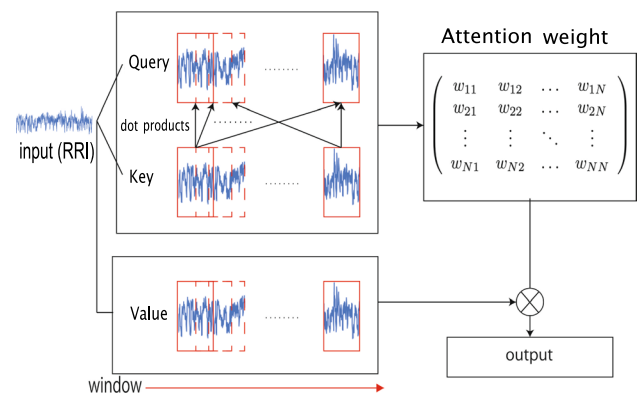 Attention weight
Query
w11 w12 ... w1N
w21 w22 ... w2N
⋮ ⋮ ⋱ ⋮
wN1 wN2 ... wNN
dot products
input (RRI)
Key
Value
output
window